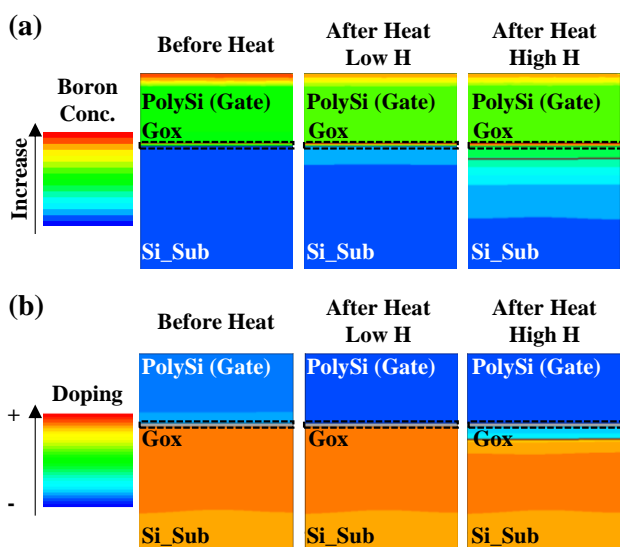 (a)
Before Heat
After Heat
Low H
After Heat
High H
Boron
Conc.
Increase
PolySi (Gate)
Gox
Si_Sub
PolySi (Gate)
Gox
Si_Sub
PolySi (Gate)
Gox
Si_Sub
(b)
Before Heat
After Heat
Low H
After Heat
High H
Doping
+
-
PolySi (Gate)
Gox
Si_Sub
PolySi (Gate)
Gox
Si_Sub
PolySi (Gate)
Gox
Si_Sub